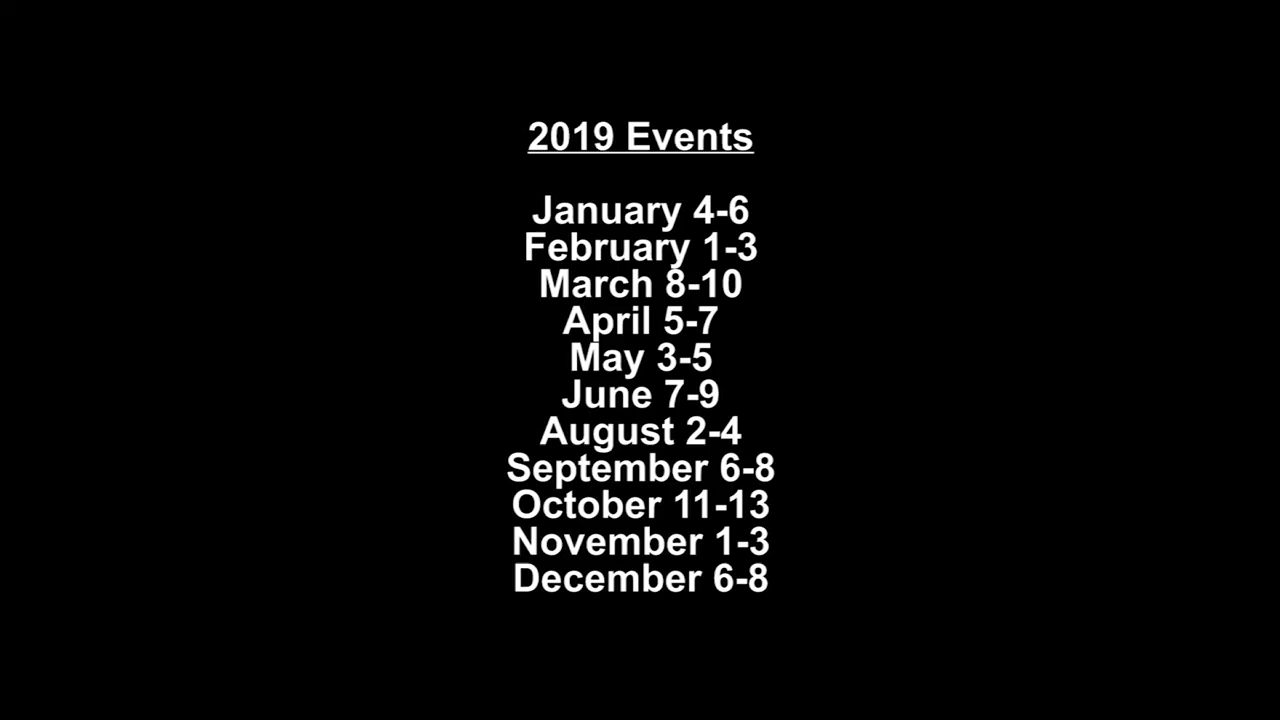 2019 Events
January 4-6
February 1-3
March 8-10
April 5-7
May 3-5
June 7-9
August 2-4
September 6-8
October 11-13
November 1-3
December 6-8